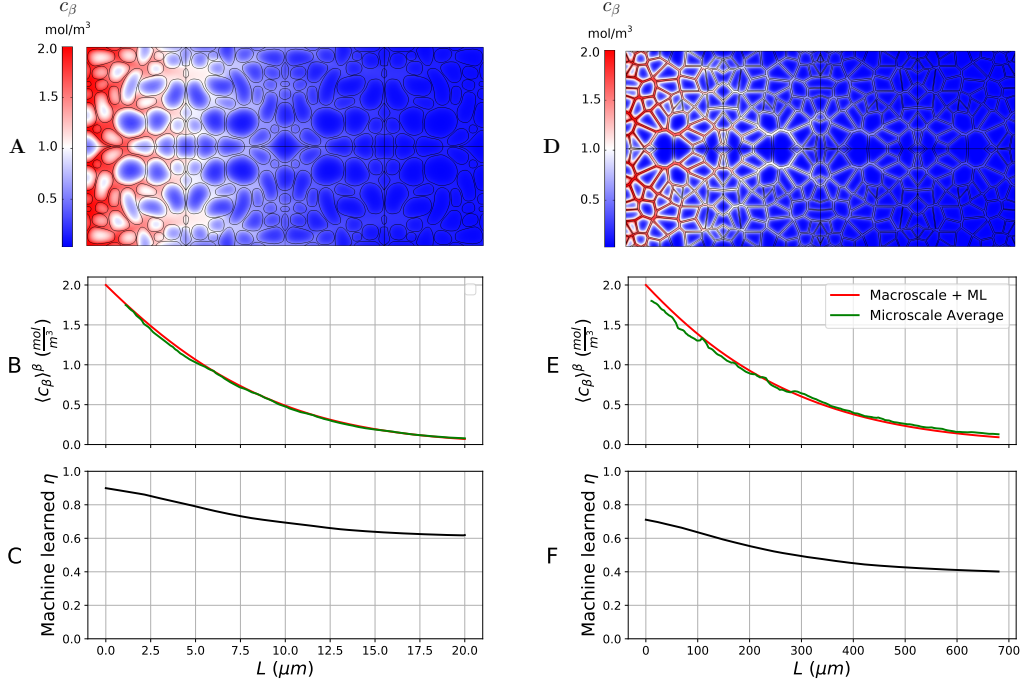 cβ
mol/m³
2.0
1.5
A
1.0
0.5
cβ
mol/m³
2.0
1.5
D
1.0
0.5
B
⟨cβ⟩^β (mol/m³)
2.0
1.5
1.0
0.5
0.0
E
⟨cβ⟩^β (mol/m³)
2.0
1.5
1.0
0.5
0.0
Macroscale + ML
Microscale Average
C
Machine learned η
1.0
0.8
0.6
0.4
0.2
0.0
0.0 2.5 5.0 7.5 10.0 12.5 15.0 17.5 20.0
L (μm)
F
Machine learned η
1.0
0.8
0.6
0.4
0.2
0.0
0 100 200 300 400 500 600 700
L (μm)